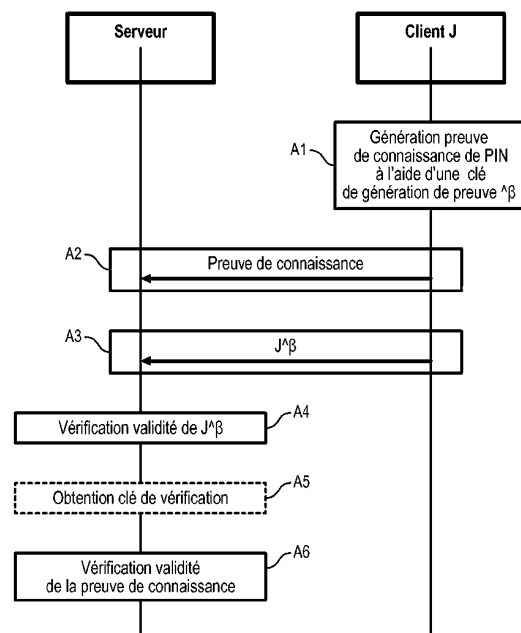 Serveur
Client J
A1
Génération preuve
de connaissance de PIN
à l'aide d'une clé
de génération de preuve ^β
A2
Preuve de connaissance
A3
J^β
Vérification validité de J^β
A4
Obtention clé de vérification
A5
Vérification validité
de la preuve de connaissance
A6